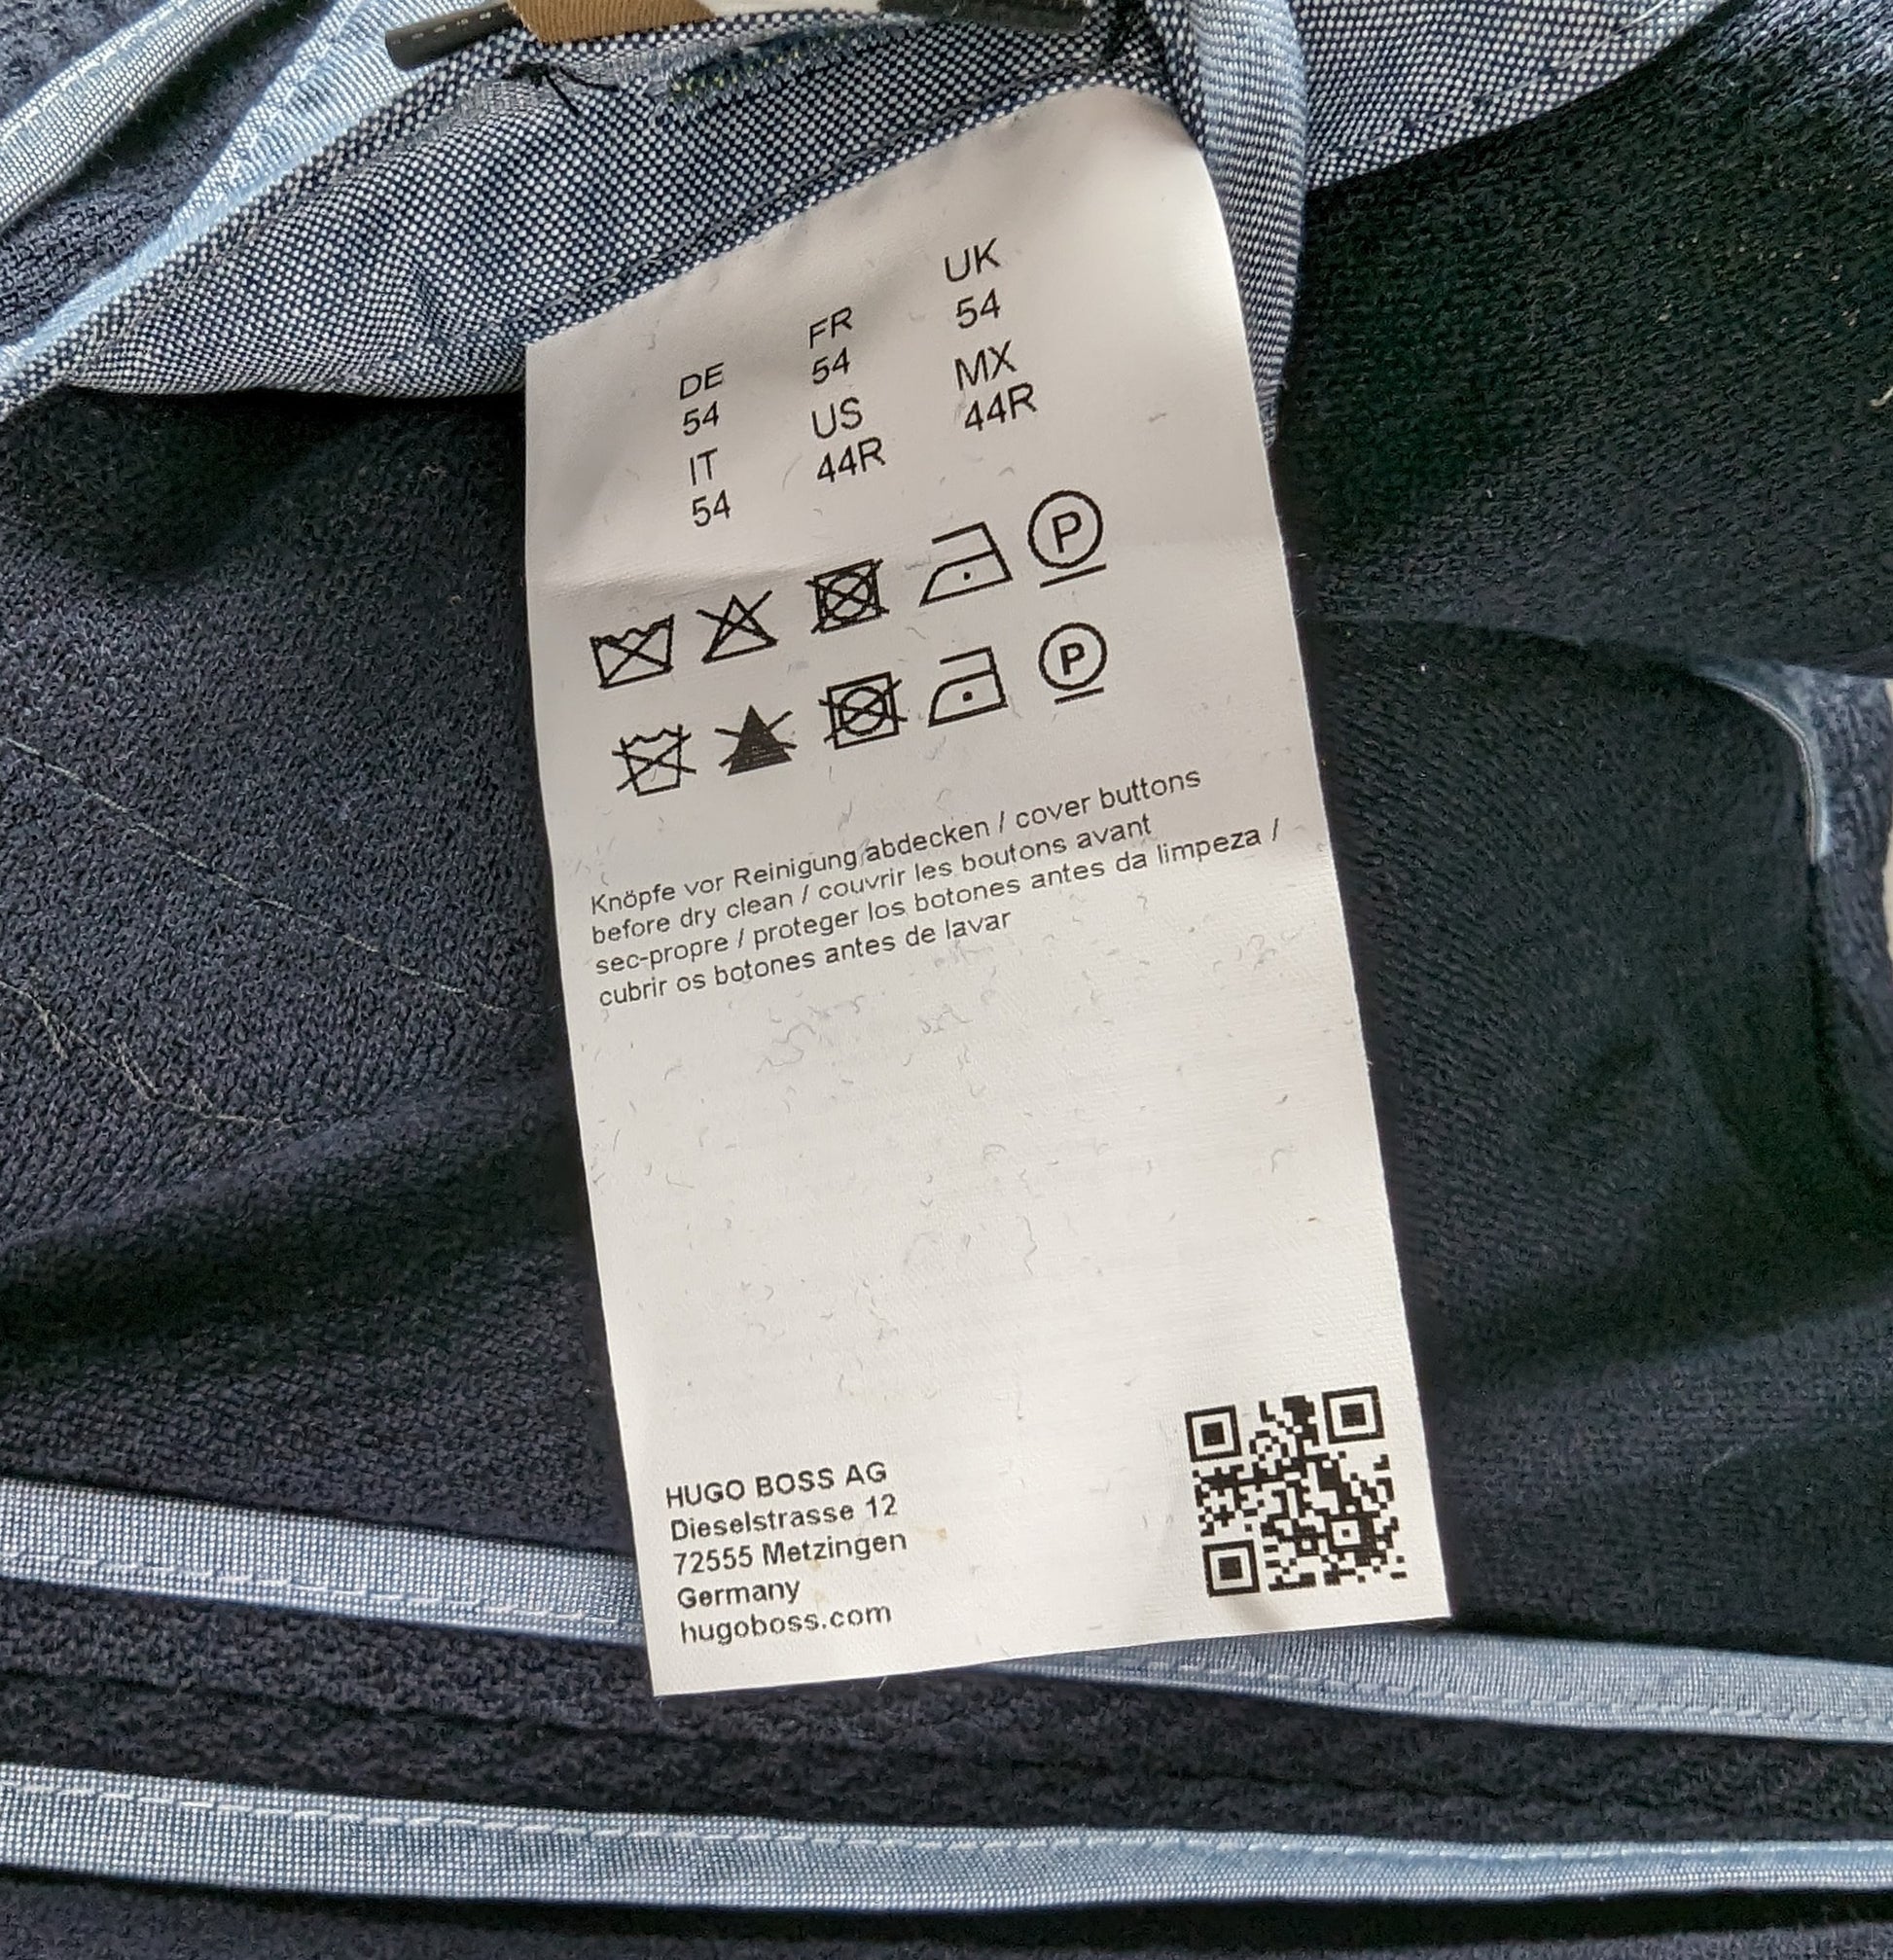 DE FR UK
54 54 54
IT US MX
54 44R 44R
P
P
Knöpfe vor Reinigung abdecken / cover buttons
before dry clean / couvrir les boutons avant
sec-propre / proteger los botones antes da limpeza /
cubrir os botones antes de lavar
HUGO BOSS AG
Dieselstrasse 12
72555 Metzingen
Germany
hugoboss.com